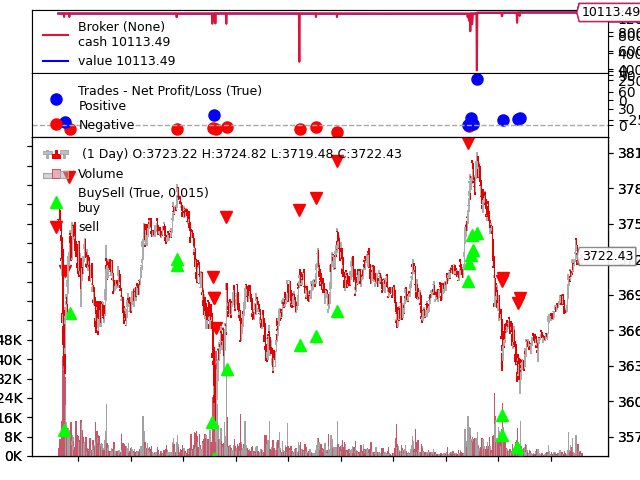 Broker (None)
cash 10113.49
value 10113.49
10113.49
Trades - Net Profit/Loss (True)
Positive
Negative
(1 Day) O:3723.22 H:3724.82 L:3719.48 C:3722.43
Volume
BuySell (True, 0.015)
buy
sell
3722.43
381
378
375
369
366
363
360
357
48K
40K
32K
24K
16K
8K
0K